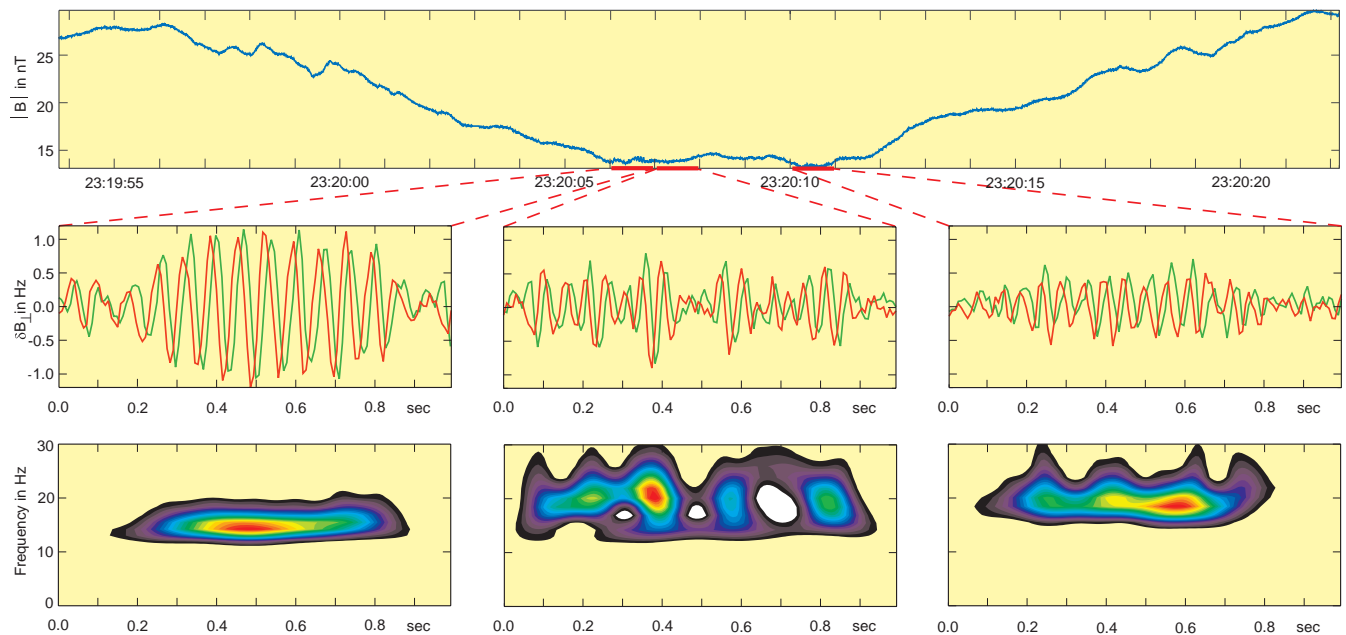 |B| in nT
25
20
15
23:19:55 23:20:00 23:20:05 23:20:10 23:20:15 23:20:20
δB⊥ in Hz
1.0
0.5
0.0
-0.5
-1.0
0.0 0.2 0.4 0.6 0.8 sec
0.0 0.2 0.4 0.6 0.8 sec
0.0 0.2 0.4 0.6 0.8 sec
Frequency in Hz
30
20
10
0
0.0 0.2 0.4 0.6 0.8 sec
0.0 0.2 0.4 0.6 0.8 sec
0.0 0.2 0.4 0.6 0.8 sec